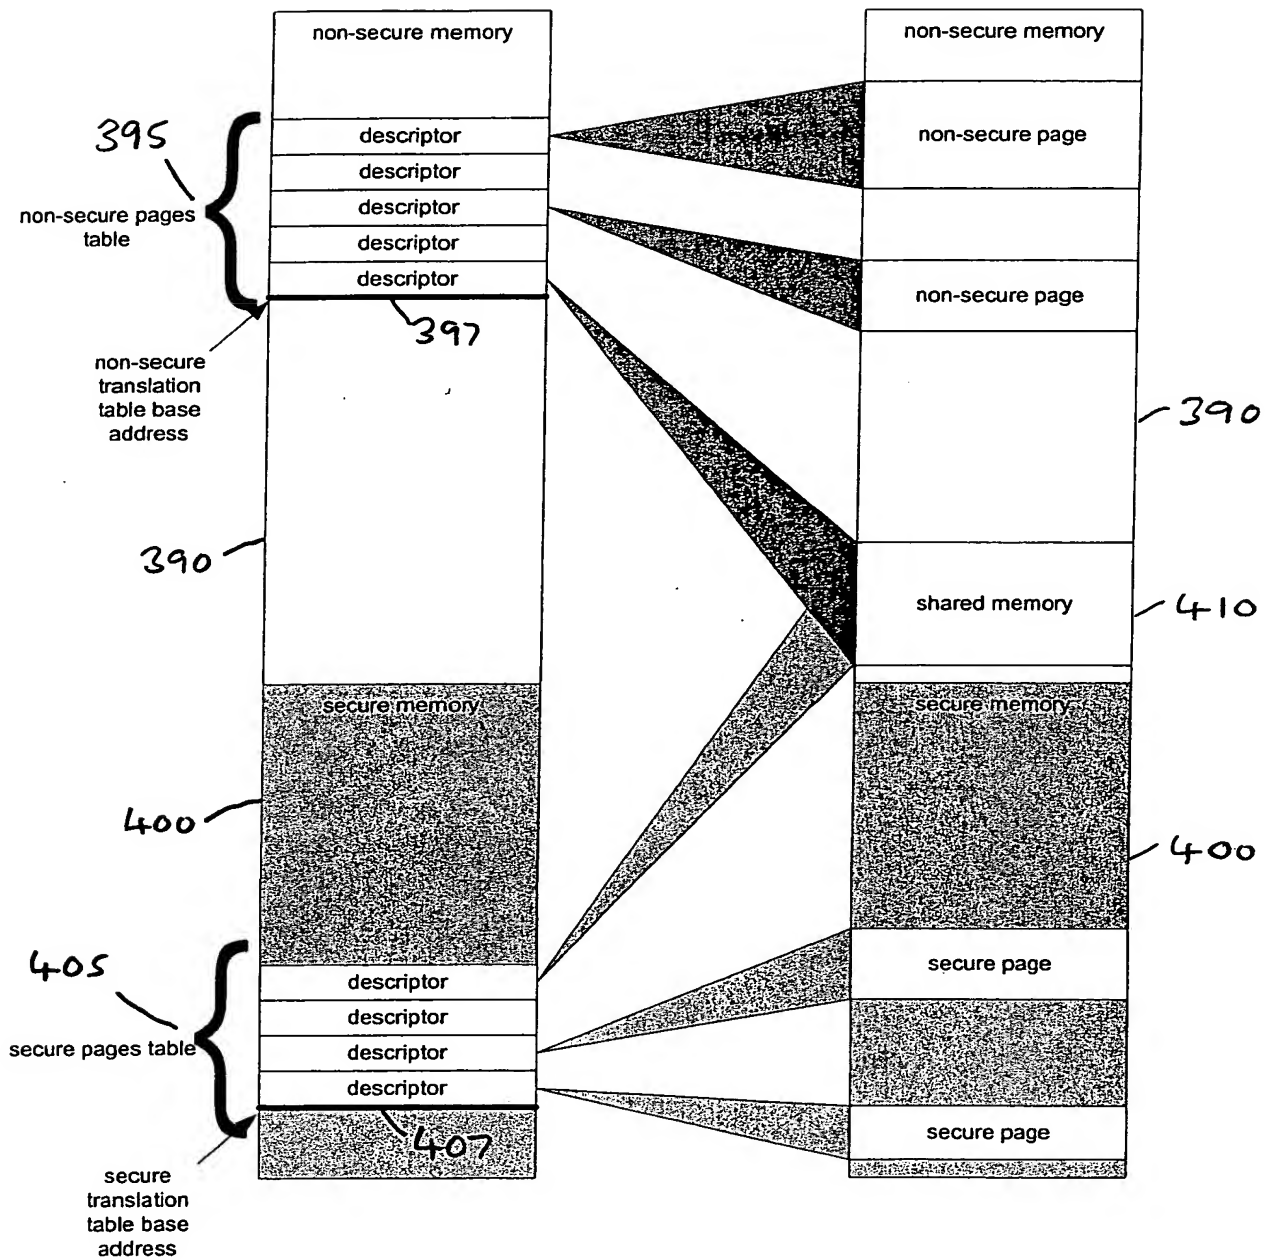 non-secure memory
non-secure memory
395
descriptor
non-secure page
descriptor
non-secure pages
table
descriptor
descriptor
descriptor
non-secure page
397
non-secure
translation
table base
address
390
390
shared memory
410
secure memory
secure memory
400
400
405
secure page
descriptor
descriptor
secure pages table
descriptor
descriptor
secure page
407
secure
translation
table base
address